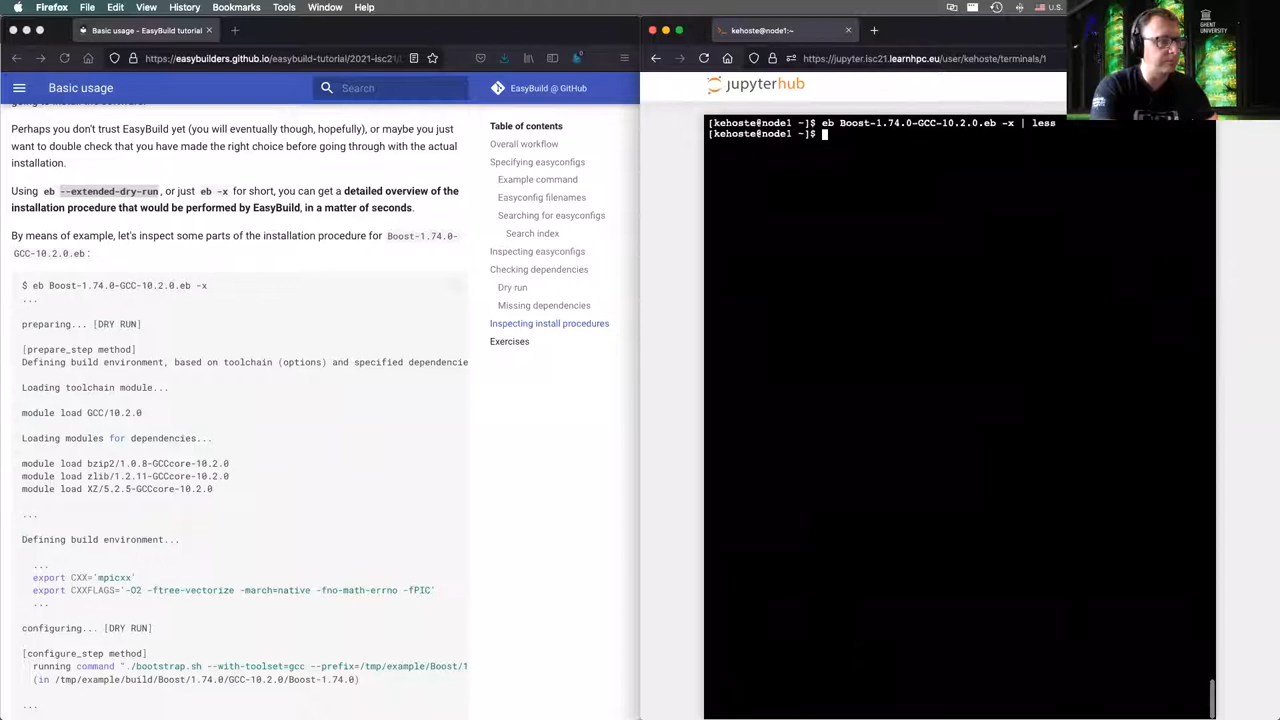 Firefox File Edit View History Bookmarks Tools Window Help
Basic usage - EasyBuild tutorial
https://easybuilders.github.io/easybuild-tutorial/2021-isc21/
Basic usage
Search
EasyBuild @ GitHub
Perhaps you don't trust EasyBuild yet (you will eventually though, hopefully), or maybe you just
want to double check that you have made the right choice before going through with the actual
installation.
Using eb --extended-dry-run, or just eb -x for short, you can get a detailed overview of the
installation procedure that would be performed by EasyBuild, in a matter of seconds.
By means of example, let's inspect some parts of the installation procedure for Boost-1.74.0-
GCC-10.2.0.eb:
$ eb Boost-1.74.0-GCC-10.2.0.eb -x
...
preparing... [DRY RUN]
[prepare_step method]
Defining build environment, based on toolchain (options) and specified dependencie
Loading toolchain module...
module load GCC/10.2.0
Loading modules for dependencies...
module load bzip2/1.0.8-GCCcore-10.2.0
module load zlib/1.2.11-GCCcore-10.2.0
module load XZ/5.2.5-GCCcore-10.2.0
...
Defining build environment...
...
export CXX='mpicxx'
export CXXFLAGS='-O2 -ftree-vectorize -march=native -fno-math-errno -fPIC'
...
configuring... [DRY RUN]
[configure_step method]
running command "./bootstrap.sh --with-toolset=gcc --prefix=/tmp/example/Boost/1
(in /tmp/example/build/Boost/1.74.0/GCC-10.2.0/Boost-1.74.0)
...
Table of contents
Overall workflow
Specifying easyconfigs
Example command
Easyconfig filenames
Searching for easyconfigs
Search index
Inspecting easyconfigs
Checking dependencies
Dry run
Missing dependencies
Inspecting install procedures
Exercises
kehoste@node1:~
https://jupyter.isc21.learnhpc.eu/user/kehoste/terminals/1
jupyterhub
[kehoste@node1 ~]$ eb Boost-1.74.0-GCC-10.2.0.eb -x | less
[kehoste@node1 ~]$
GHENT
UNIVERSITY